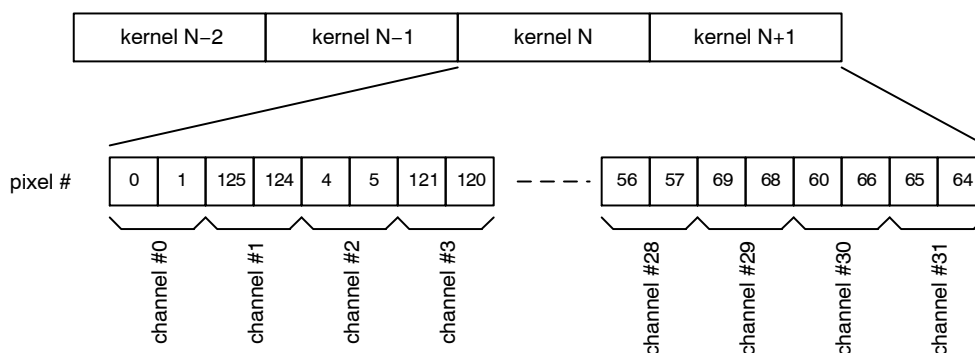 kernel N−2 kernel N−1 kernel N kernel N+1
pixel # 0 1 125 124 4 5 121 120 56 57 69 68 60 66 65 64
channel #0 channel #1 channel #2 channel #3 channel #28 channel #29 channel #30 channel #31